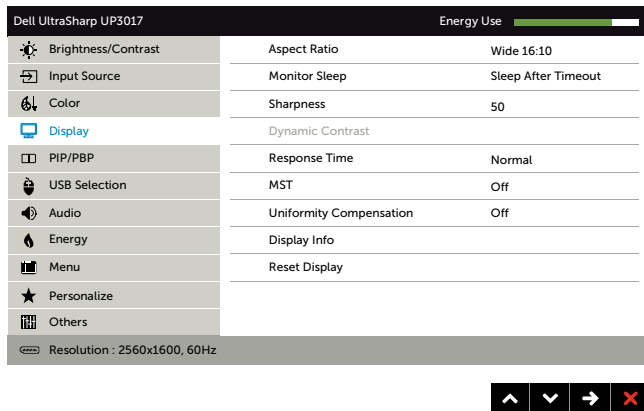 Dell UltraSharp UP3017 Energy Use
Brightness/Contrast Aspect Ratio Wide 16:10
Input Source Monitor Sleep Sleep After Timeout
Color Sharpness 50
Display Dynamic Contrast
PIP/PBP Response Time Normal
USB Selection MST Off
Audio Uniformity Compensation Off
Energy Display Info
Menu Reset Display
Personalize
Others
Resolution : 2560x1600, 60Hz